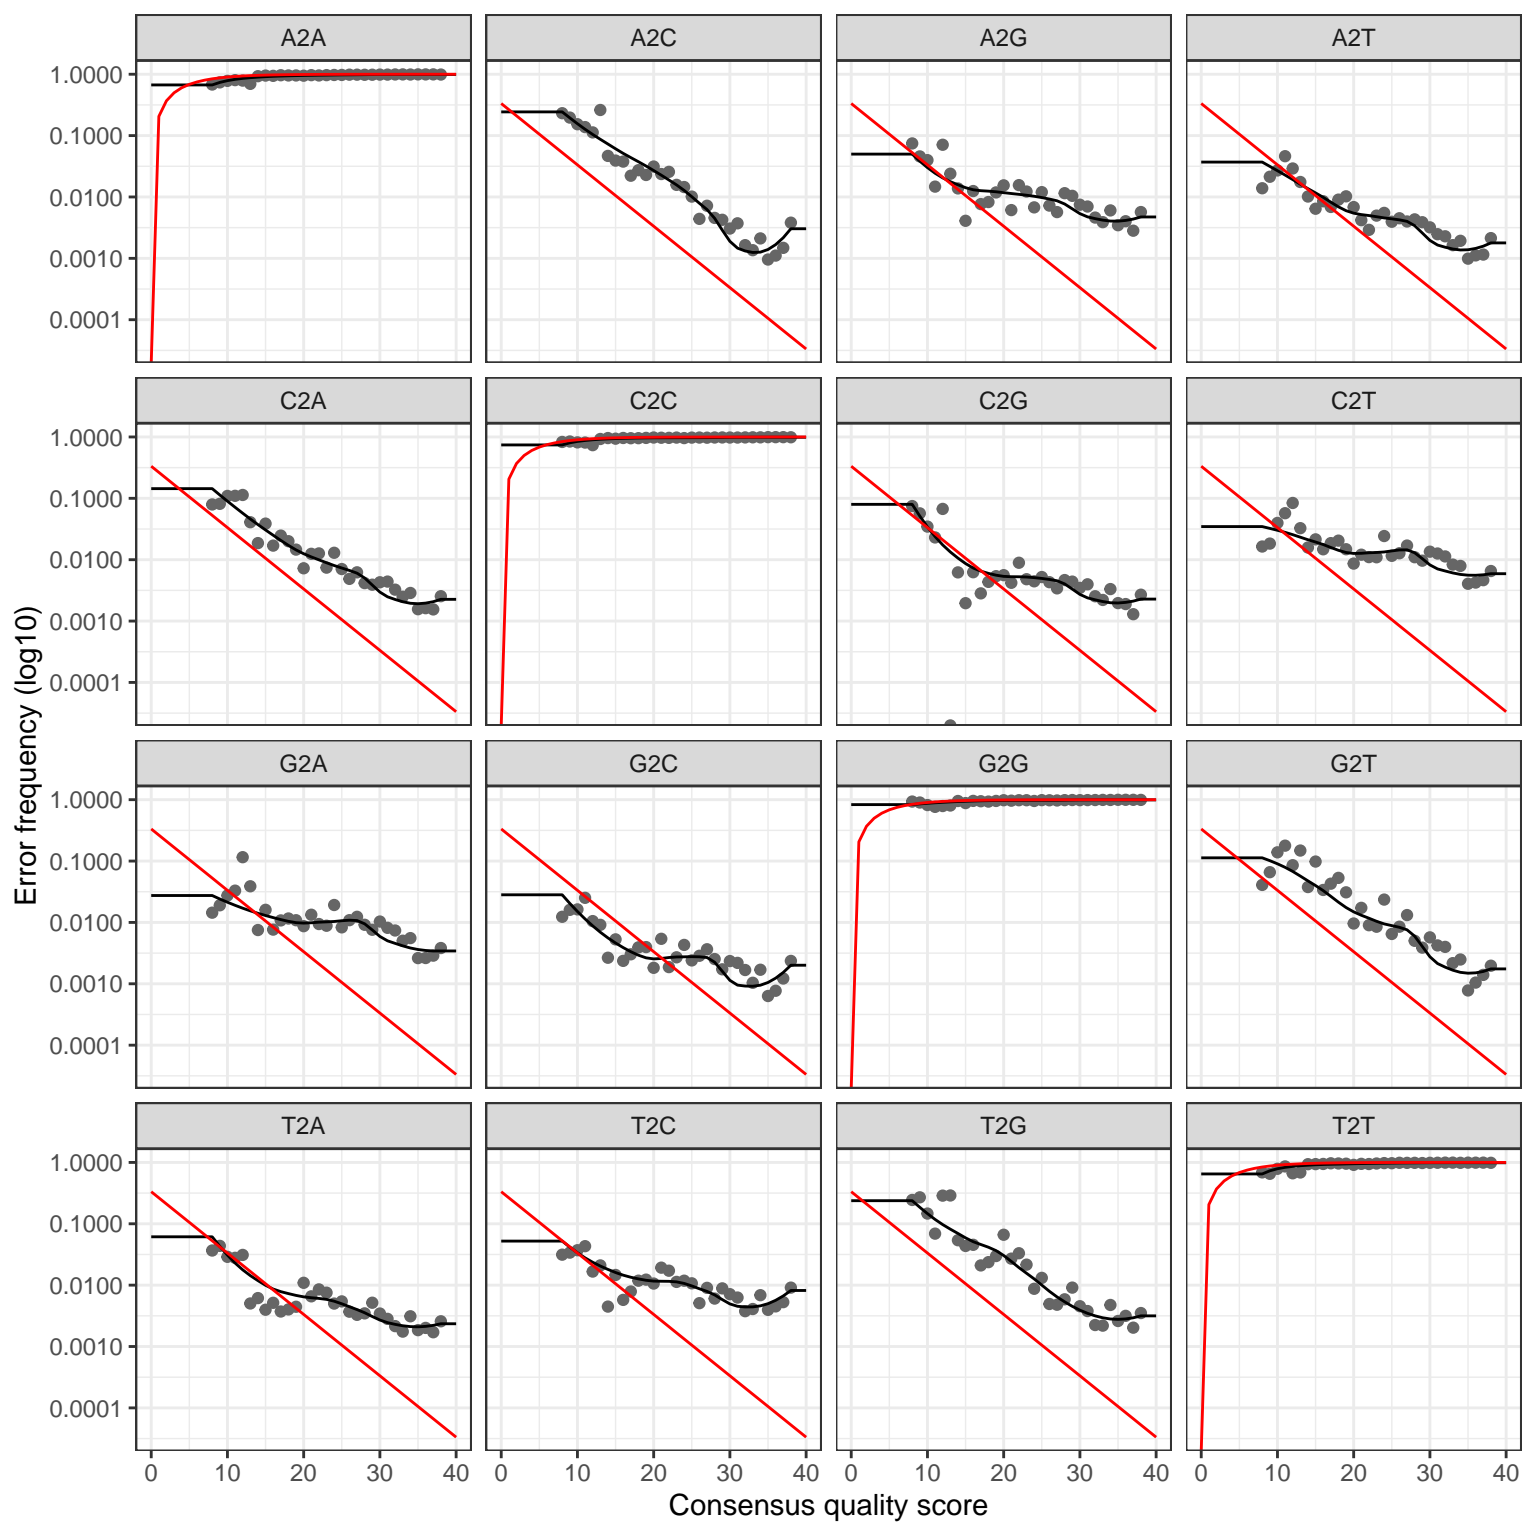 A2A A2C A2G A2T
1.0000
0.1000
0.0100
0.0010
0.0001
C2A C2C C2G C2T
1.0000
0.1000
0.0100
0.0010
0.0001
Error frequency (log10)
G2A G2C G2G G2T
1.0000
0.1000
0.0100
0.0010
0.0001
T2A T2C T2G T2T
1.0000
0.1000
0.0100
0.0010
0.0001
0 10 20 30 40 0 10 20 30 40 0 10 20 30 40 0 10 20 30 40
Consensus quality score